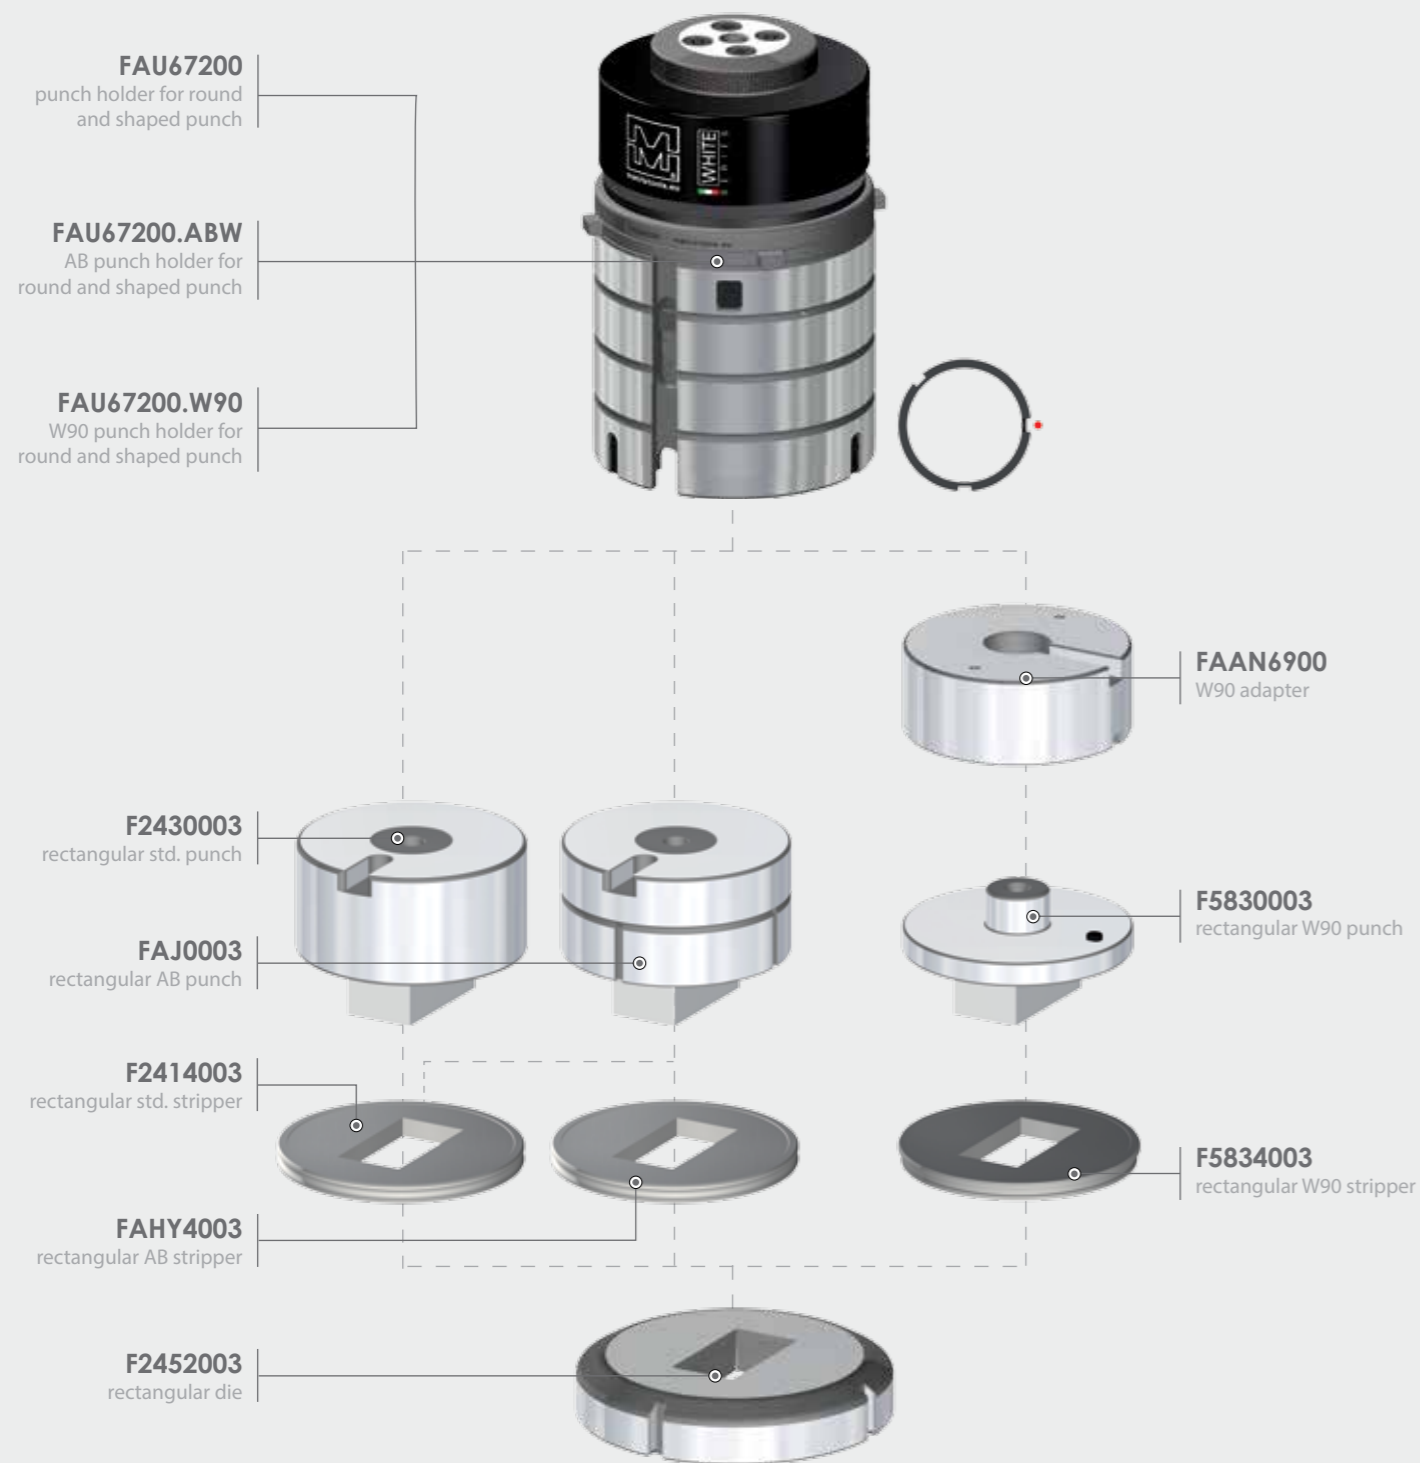 FAU67200
punch holder for round
and shaped punch
WHITE
FAU67200.ABW
AB punch holder for
round and shaped punch
FAU67200.W90
W90 punch holder for
round and shaped punch
FAAN6900
W90 adapter
F2430003
rectangular std. punch
F5830003
rectangular W90 punch
FAJ0003
rectangular AB punch
F2414003
rectangular std. stripper
F5834003
rectangular W90 stripper
FAHY4003
rectangular AB stripper
F2452003
rectangular die